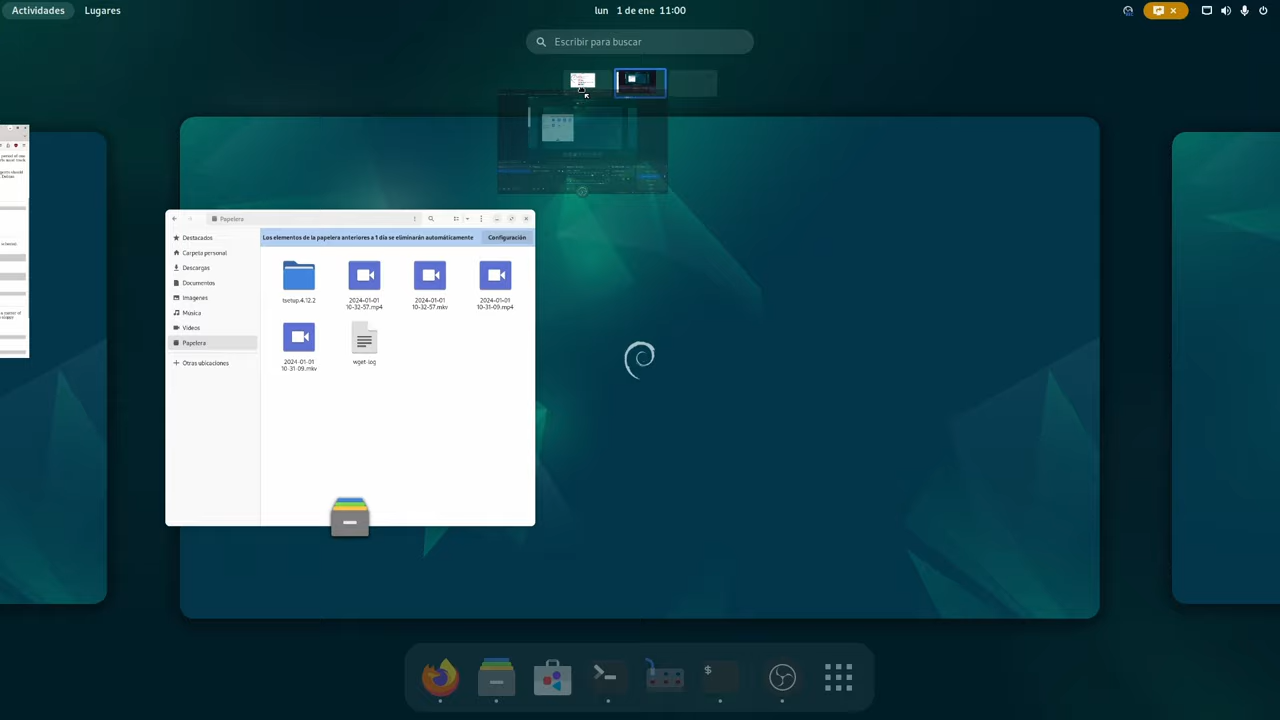 Actividades
Lugares
lun 1 de ene 11:00
Escribir para buscar
Papelera
Los elementos de la papelera anteriores a 1 día se eliminarán automáticamente
Configuración
Destacados
Carpeta personal
Descargas
Documentos
Imágenes
Música
Vídeos
Papelera
Otras ubicaciones
tsetup.4.12.2
2024-01-01
10-32-57.mp4
2024-01-01
10-32-57.mkv
2024-01-01
10-31-09.mp4
2024-01-01
10-31-09.mkv
wget-log